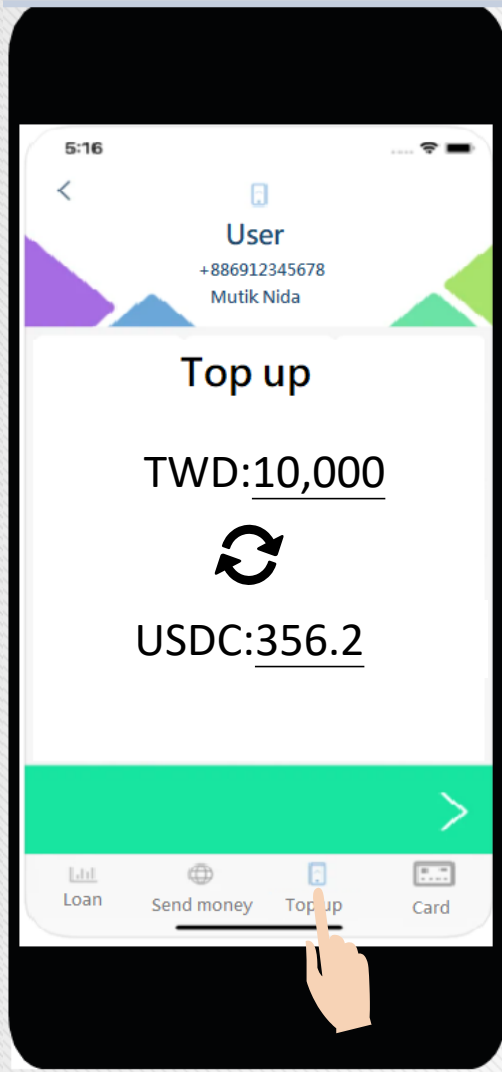 5:16
User
+886912345678
Mutik Nida
Top up
TWD:10,000
USDC:356.2
Loan
Send money
Top up
Card